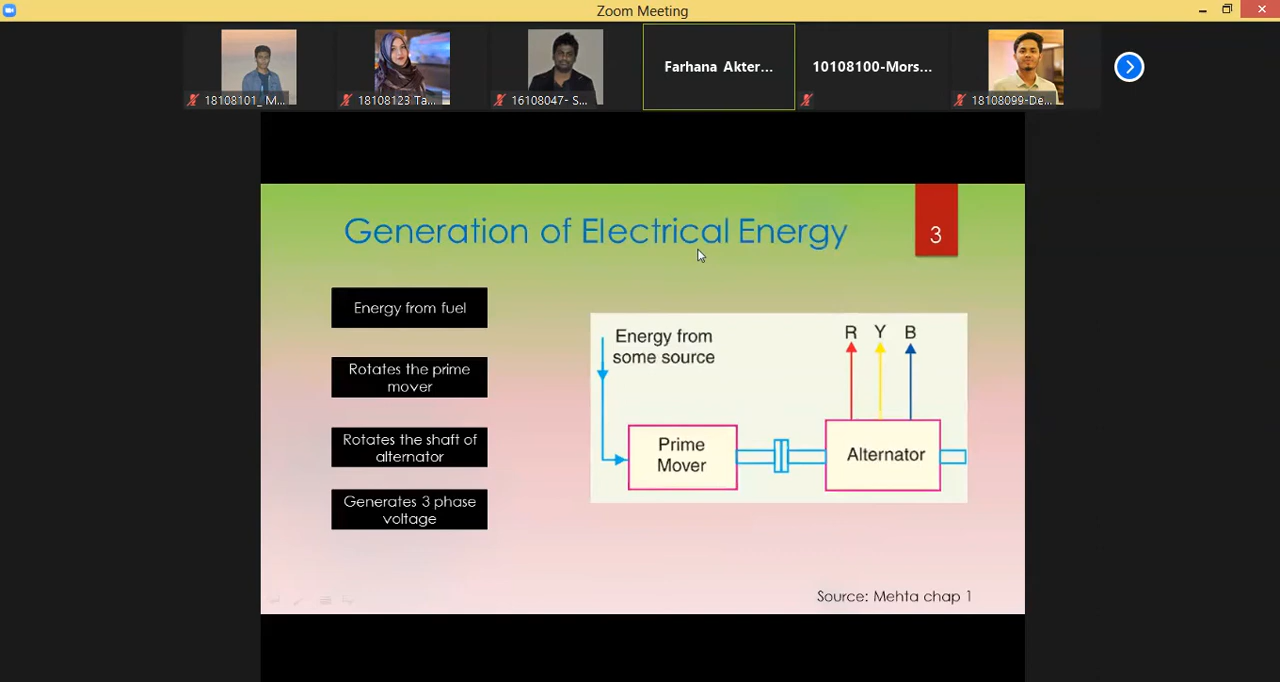 Zoom Meeting
18108101_ M...
18108123 Ta...
16108047- S...
Farhana Akter...
10108100-Mors...
18108099-De...
Generation of Electrical Energy
3
Energy from fuel
Rotates the prime
mover
Rotates the shaft of
alternator
Generates 3 phase
voltage
Energy from
some source
R Y B
Prime
Mover
Alternator
Source: Mehta chap 1